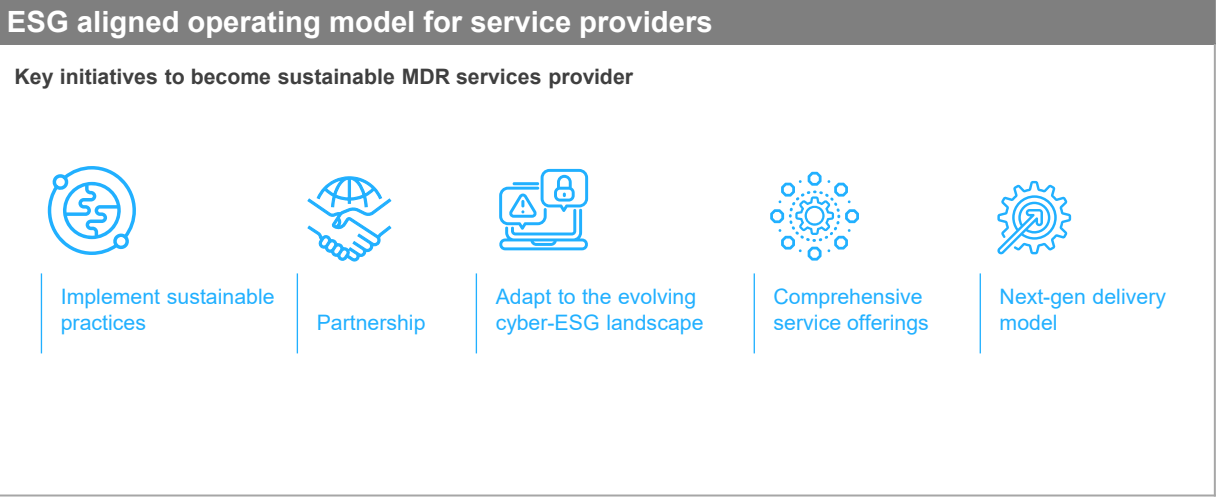 ESG aligned operating model for service providers
Key initiatives to become sustainable MDR services provider
Implement sustainable
practices
Partnership
Adapt to the evolving
cyber-ESG landscape
Comprehensive
service offerings
Next-gen delivery
model